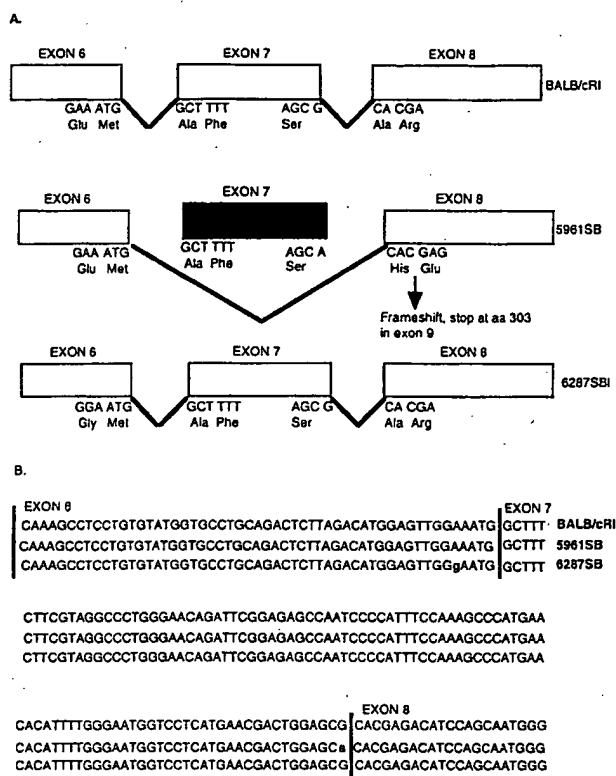 A.
EXON 6 EXON 7 EXON 8
BALB/cRI
GAA ATG GCT TTT AGC G CA CGA
Glu Met Ala Phe Ser Ala Arg
EXON 6 EXON 7 EXON 8
5961SB
GAA ATG GCT TTT AGC A CAC GAG
Glu Met Ala Phe Ser His Glu
Frameshift, stop at aa 303
in exon 9
EXON 6 EXON 7 EXON 8
6287SBI
GGA ATG GCT TTT AGC G CA CGA
Gly Met Ala Phe Ser Ala Arg
B.
EXON 6 EXON 7
CAAAGCCTCCTGTGTATGGTGCCTGCAGACTCTTAGACATGGAGTTGGAAATG GCTTT BALB/cRI
CAAAGCCTCCTGTGTATGGTGCCTGCAGACTCTTAGACATGGAGTTGGAAATG GCTTT 5961SB
CAAAGCCTCCTGTGTATGGTGCCTGCAGACTCTTAGACATGGAGTTGGgAATG GCTTT 6287SB
CTTCGTAGGCCCTGGGAACAGATTCGGAGAGCCAATCCCCATTTCCAAAGCCCATGAA
CTTCGTAGGCCCTGGGAACAGATTCGGAGAGCCAATCCCCATTTCCAAAGCCCATGAA
CTTCGTAGGCCCTGGGAACAGATTCGGAGAGCCAATCCCCATTTCCAAAGCCCATGAA
EXON 8
CACATTTTGGGAATGGTCCTCATGAACGACTGGAGCG CACGAGACATCCAGCAATGGG
CACATTTTGGGAATGGTCCTCATGAACGACTGGAGCa CACGAGACATCCAGCAATGGG
CACATTTTGGGAATGGTCCTCATGAACGACTGGAGCG CACGAGACATCCAGCAATGGG